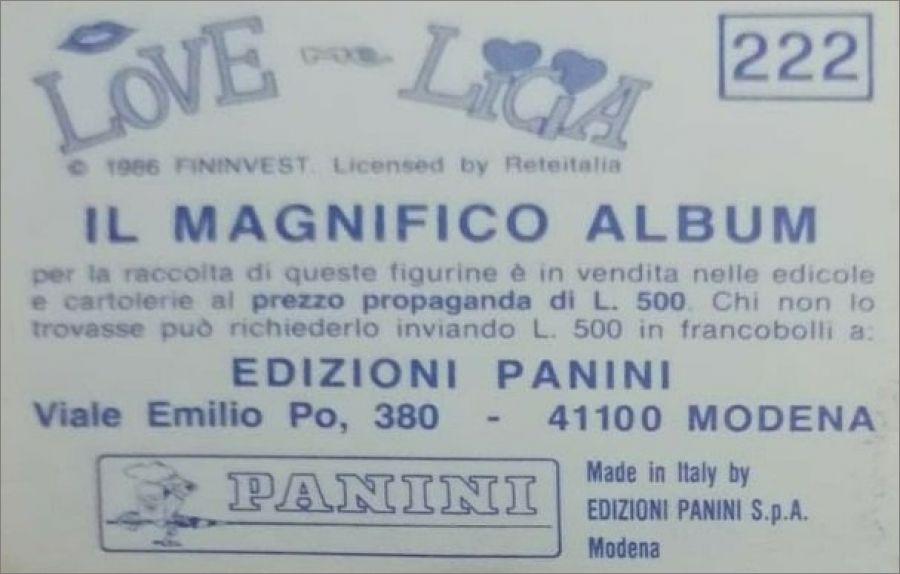 LOVE ME LICIA
222
© 1986 FININVEST. Licensed by Reteitalia
IL MAGNIFICO ALBUM
per la raccolta di queste figurine è in vendita nelle edicole
e cartolerie al prezzo propaganda di L. 500. Chi non lo
trovasse può richiederlo inviando L. 500 in francobolli a:
EDIZIONI PANINI
Viale Emilio Po, 380 - 41100 MODENA
PANINI
Made in Italy by
EDIZIONI PANINI S.p.A.
Modena